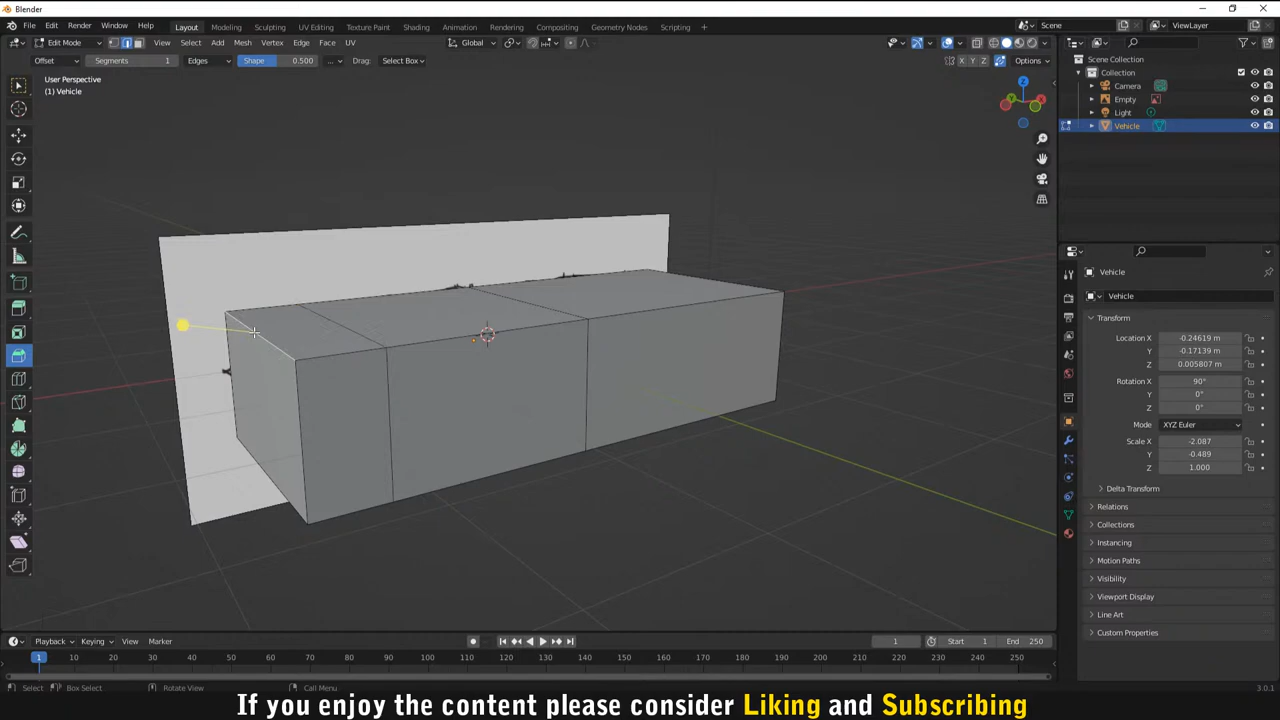 Blender
File Edit Render Window Help Layout Modeling Sculpting UV Editing Texture Paint Shading Animation Rendering Compositing Geometry Nodes Scripting + Scene ViewLayer
Edit Mode View Select Add Mesh Vertex Edge Face UV Global Options
Offset Segments 1 Edges Shape 0.500 ... Drag: Select Box X Y Z
User Perspective
(1) Vehicle
Scene Collection
Collection
Camera
Empty
Light
Vehicle
Vehicle
Vehicle
Transform
Location X -0.24619 m
Y -0.17139 m
Z 0.005807 m
Rotation X 90°
Y 0°
Z 0°
Mode XYZ Euler
Scale X -2.087
Y -0.489
Z 1.000
Delta Transform
Relations
Collections
Instancing
Motion Paths
Visibility
Viewport Display
Line Art
Custom Properties
Playback Keying View Marker 1 Start 1 End 250
1 10 20 30 40 50 60 70 80 90 100 110 120 130 140 150 160 170 180 190 200 210 220 230 240 250
Select Box Select Rotate View Call Menu 3.0.1
If you enjoy the content please consider Liking and Subscribing